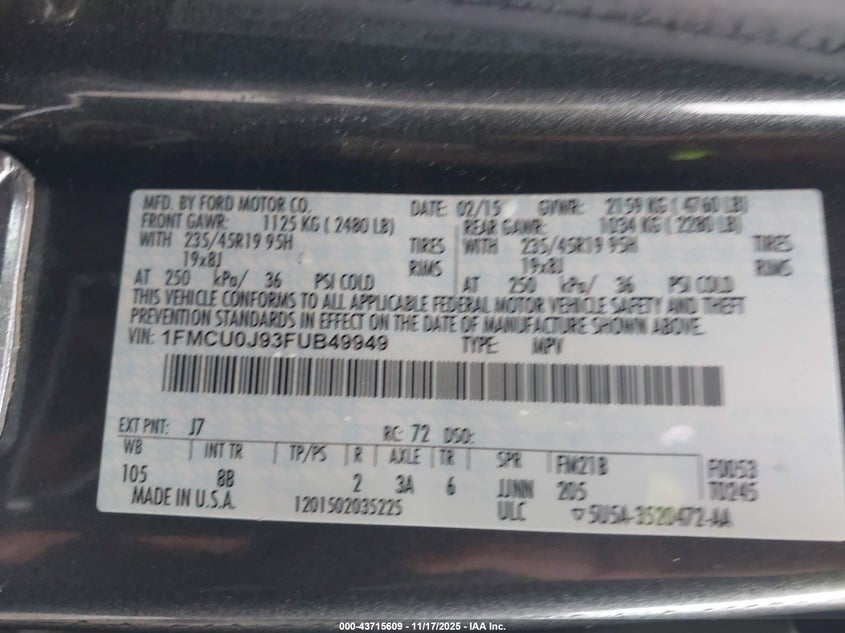 MFD. BY FORD MOTOR CO. DATE: 02/15 GVWR: 2159 KG ( 4760 LB)
FRONT GAWR: 1125 KG ( 2480 LB) REAR GAWR: 1034 KG ( 2280 LB)
WITH 235/45R19 95H TIRES WITH 235/45R19 95H TIRES
19x8J RIMS 19x8J RIMS
AT 250 kPa/ 36 PSI COLD AT 250 kPa/ 36 PSI COLD
THIS VEHICLE CONFORMS TO ALL APPLICABLE FEDERAL MOTOR VEHICLE SAFETY AND THEFT
PREVENTION STANDARDS IN EFFECT ON THE DATE OF MANUFACTURE SHOWN ABOVE.
VIN: 1FMCU0J93FUB49949 TYPE: MPV
EXT PNT: J7 RC: 72 DSO:
WB INT TR TP/PS R AXLE TR SPR FM21B F0053
105 8B 2 3A 6 JJNN 205 T0245
MADE IN U.S.A. 1201502035225 ULC ▽5U5A-3520472-AA
000-43715609 - 11/17/2025 - IAA Inc.